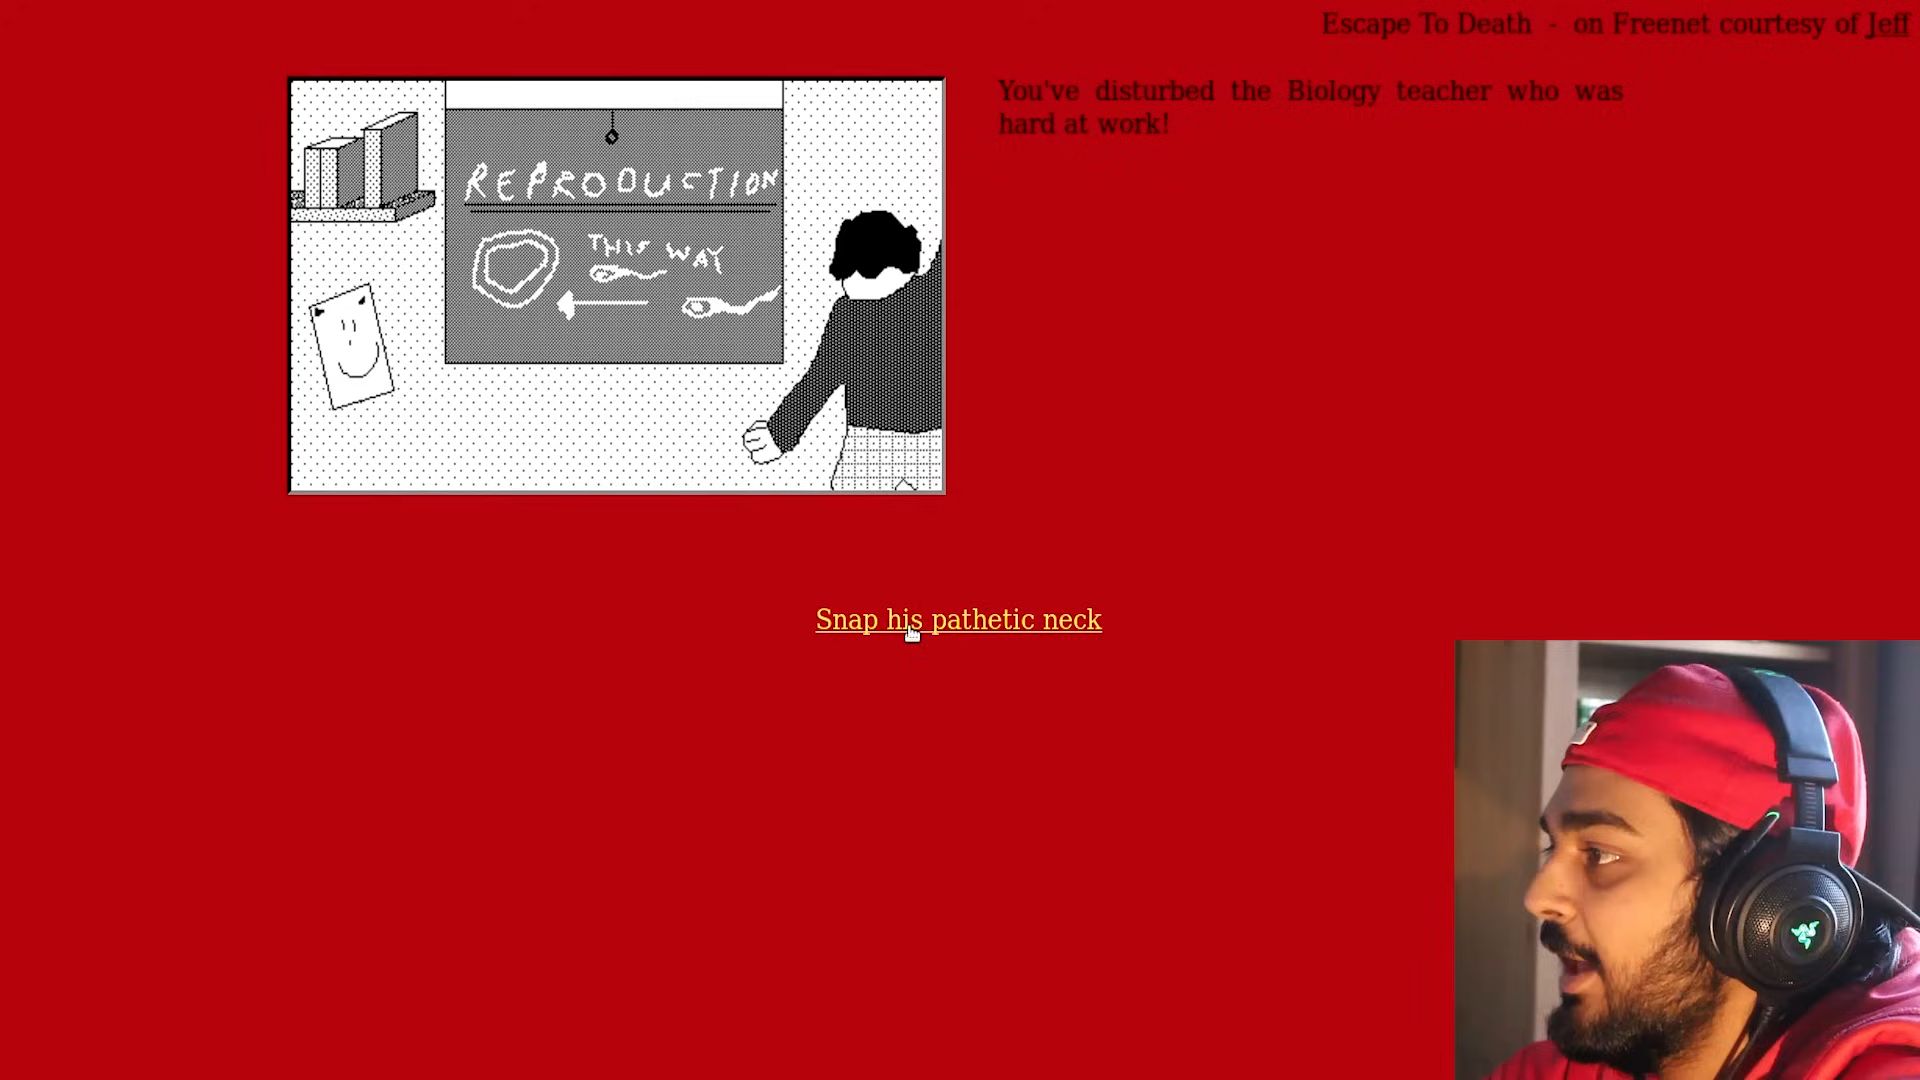 Escape To Death - on Freenet courtesy of Jeff
You've disturbed the Biology teacher who was
hard at work!
REPRODUCTION
THIS WAY
Snap his pathetic neck